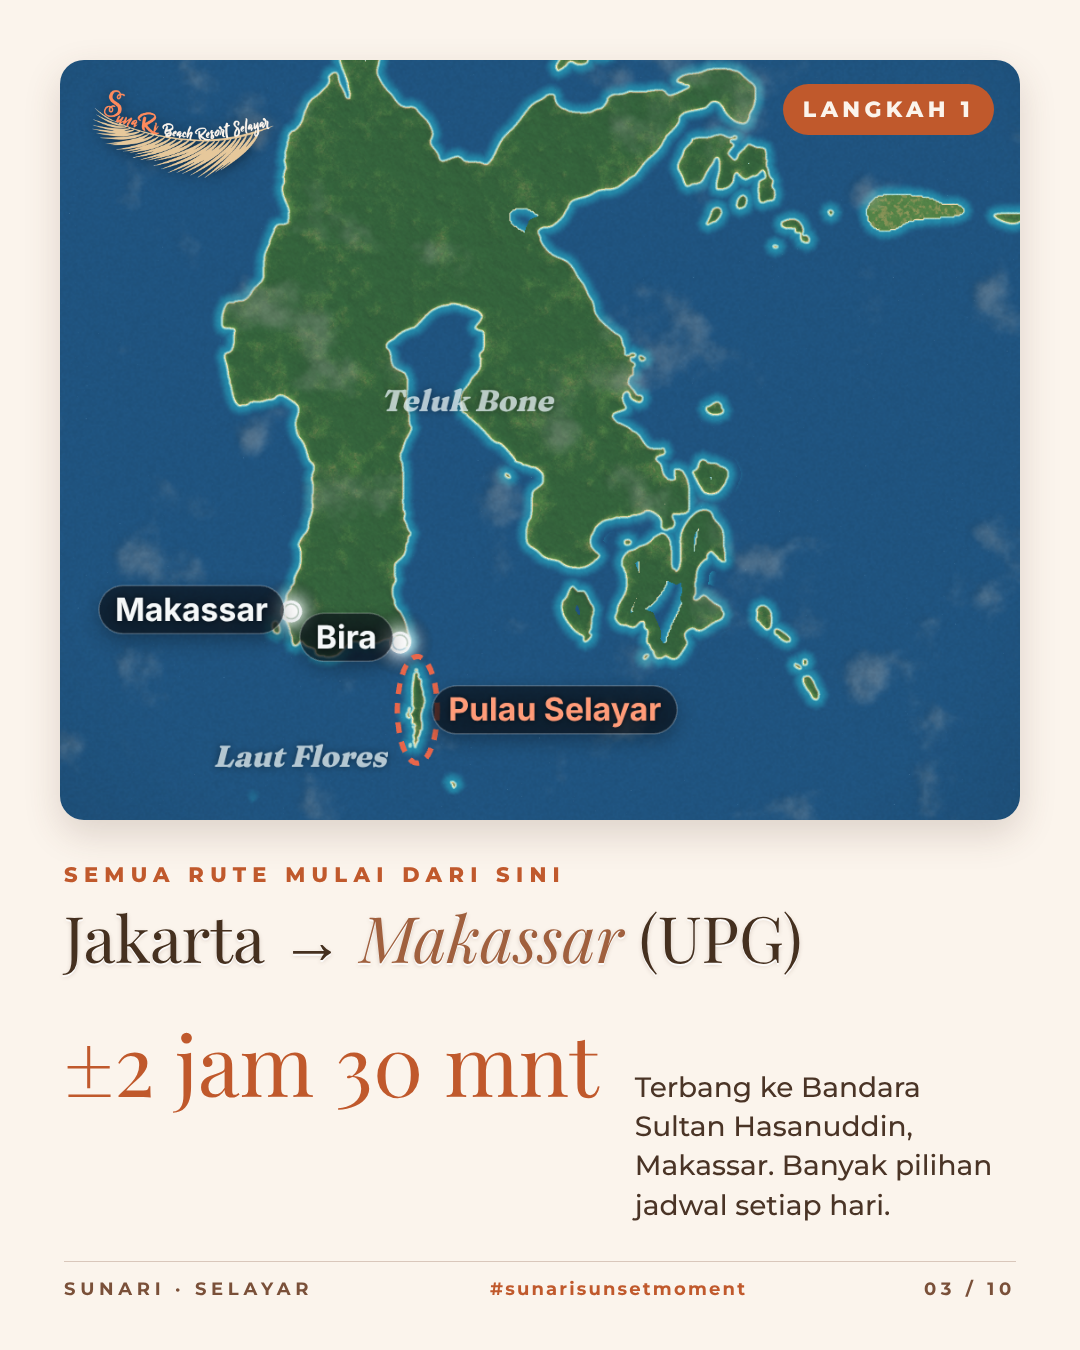 SunaRi Beach Resort Selayar
LANGKAH 1
Teluk Bone
Makassar
Bira
Pulau Selayar
Laut Flores
SEMUA RUTE MULAI DARI SINI
Jakarta → Makassar (UPG)
±2 jam 30 mnt
Terbang ke Bandara
Sultan Hasanuddin,
Makassar. Banyak pilihan
jadwal setiap hari.
SUNARI · SELAYAR
#sunarisunsetmoment
03 / 10